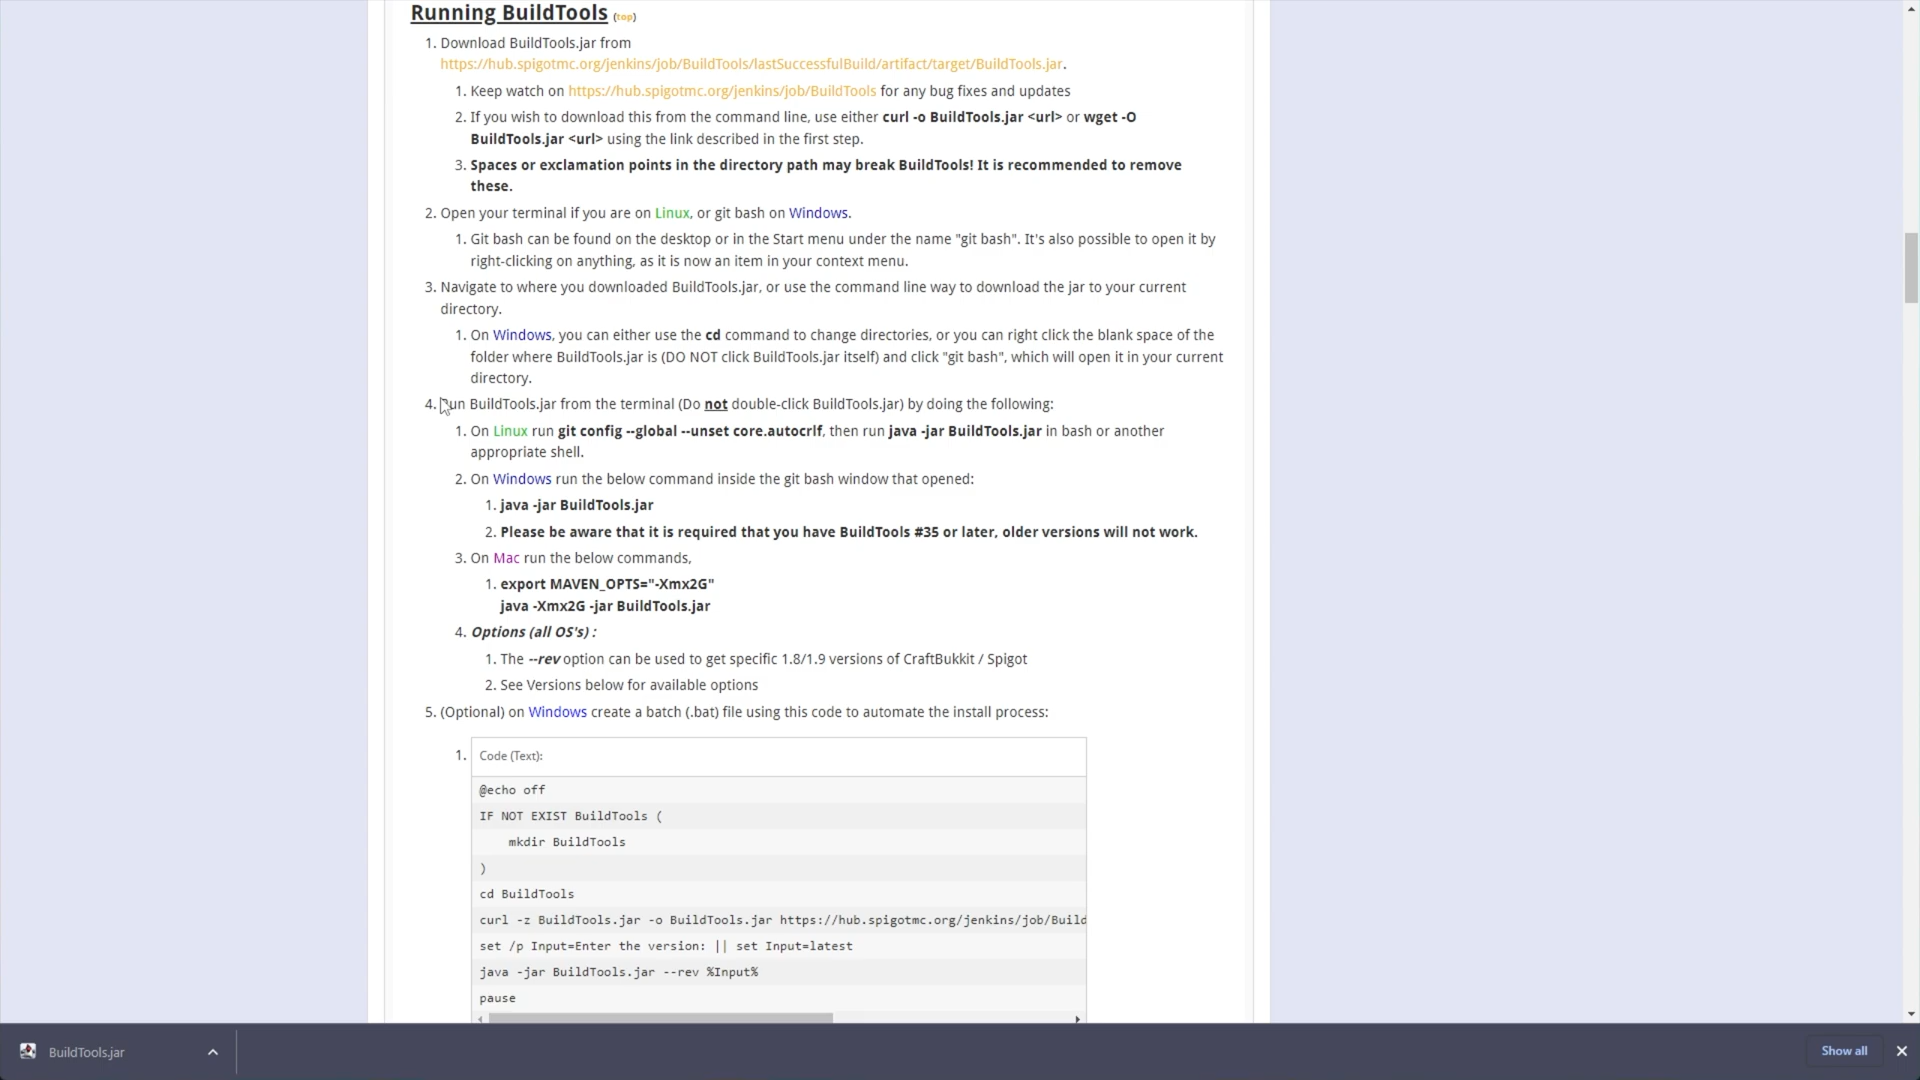 Running BuildTools (top)
1. Download BuildTools.jar from
https://hub.spigotmc.org/jenkins/job/BuildTools/lastSuccessfulBuild/artifact/target/BuildTools.jar.
1. Keep watch on https://hub.spigotmc.org/jenkins/job/BuildTools for any bug fixes and updates
2. If you wish to download this from the command line, use either curl -o BuildTools.jar <url> or wget -O
BuildTools.jar <url> using the link described in the first step.
3. Spaces or exclamation points in the directory path may break BuildTools! It is recommended to remove
these.
2. Open your terminal if you are on Linux, or git bash on Windows.
1. Git bash can be found on the desktop or in the Start menu under the name "git bash". It's also possible to open it by
right-clicking on anything, as it is now an item in your context menu.
3. Navigate to where you downloaded BuildTools.jar, or use the command line way to download the jar to your current
directory.
1. On Windows, you can either use the cd command to change directories, or you can right click the blank space of the
folder where BuildTools.jar is (DO NOT click BuildTools.jar itself) and click "git bash", which will open it in your current
directory.
4. Run BuildTools.jar from the terminal (Do not double-click BuildTools.jar) by doing the following:
1. On Linux run git config --global --unset core.autocrlf, then run java -jar BuildTools.jar in bash or another
appropriate shell.
2. On Windows run the below command inside the git bash window that opened:
1. java -jar BuildTools.jar
2. Please be aware that it is required that you have BuildTools #35 or later, older versions will not work.
3. On Mac run the below commands,
1. export MAVEN_OPTS="-Xmx2G"
java -Xmx2G -jar BuildTools.jar
4. Options (all OS's) :
1. The --rev option can be used to get specific 1.8/1.9 versions of CraftBukkit / Spigot
2. See Versions below for available options
5. (Optional) on Windows create a batch (.bat) file using this code to automate the install process:
1. Code (Text):
@echo off
IF NOT EXIST BuildTools (
mkdir BuildTools
)
cd BuildTools
curl -z BuildTools.jar -o BuildTools.jar https://hub.spigotmc.org/jenkins/job/Build
set /p Input=Enter the version: || set Input=latest
java -jar BuildTools.jar --rev %Input%
pause
BuildTools.jar
Show all